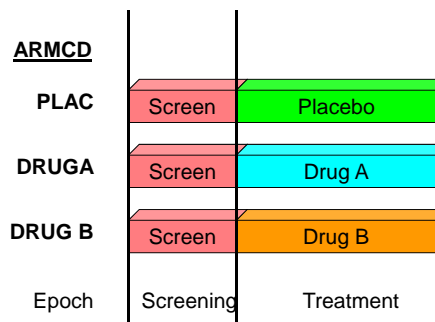 ARMCD
PLAC Screen Placebo
DRUGA Screen Drug A
DRUG B Screen Drug B
Epoch Screening Treatment